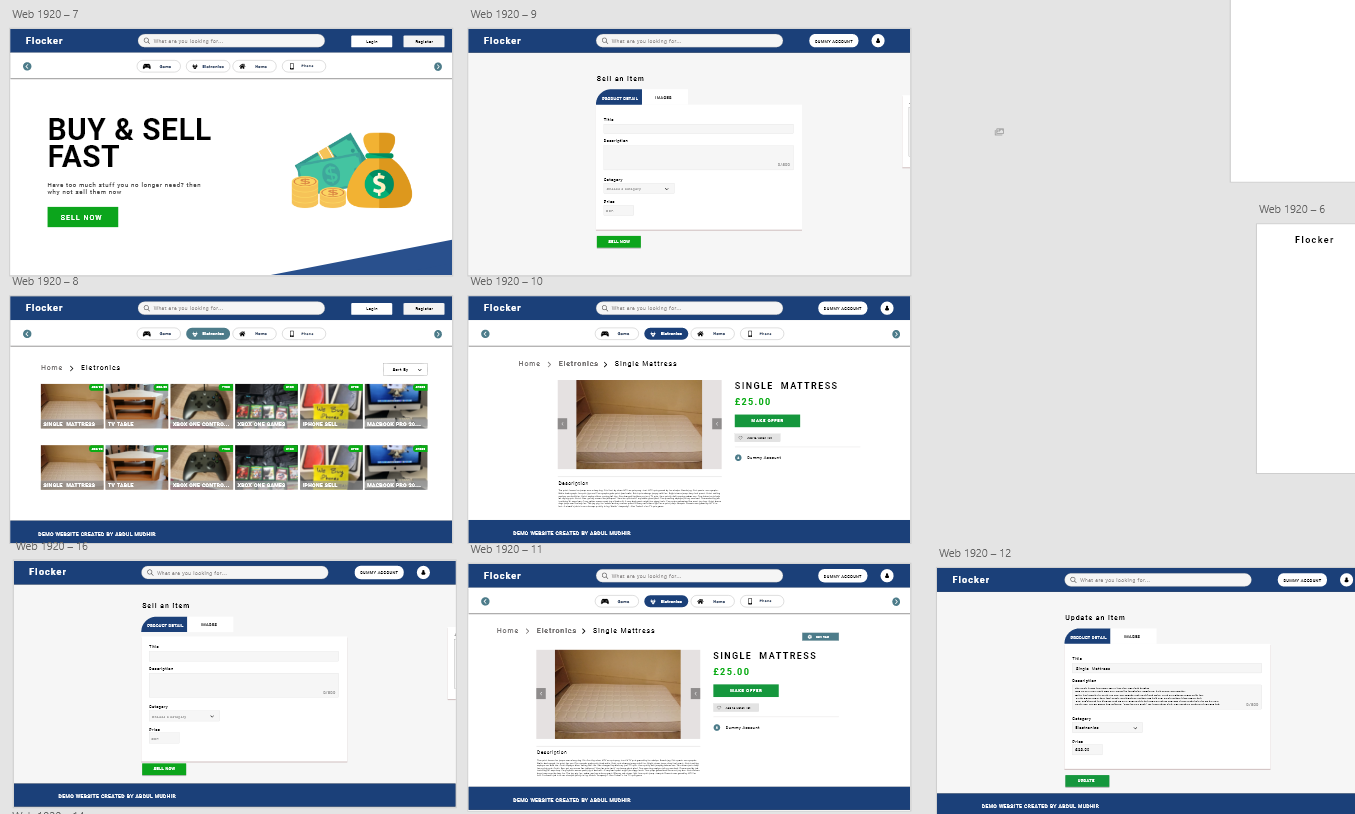 Web 1920 – 7
Flocker
What are you looking for...
Login
Register
Game
Eletronics
Home
Phone
BUY & SELL
FAST
Have too much stuff you no longer need? then
why not sell them now
SELL NOW
Web 1920 – 9
Flocker
What are you looking for...
DUMMY ACCOUNT
Sell an Item
PRODUCT DETAIL
IMAGES
Title
Description
0/500
Category
Choose a Category
Price
SELL NOW
Web 1920 – 6
Flocker
Web 1920 – 8
Flocker
What are you looking for...
Login
Register
Game
Eletronics
Home
Phone
Home > Eletronics
Sort By
SINGLE MATTRESS
TV TABLE
XBOX ONE CONTRO...
XBOX ONE GAMES
IPHONE SELL
MACBOOK PRO 20...
SINGLE MATTRESS
TV TABLE
XBOX ONE CONTRO...
XBOX ONE GAMES
IPHONE SELL
MACBOOK PRO 20...
DEMO WEBSITE CREATED BY ABDUL MUDHIR
Web 1920 – 10
Flocker
What are you looking for...
DUMMY ACCOUNT
Game
Eletronics
Home
Phone
Home > Eletronics > Single Mattress
SINGLE MATTRESS
£25.00
MAKE OFFER
Dummy Account
Description
DEMO WEBSITE CREATED BY ABDUL MUDHIR
Web 1920 – 16
Flocker
What are you looking for...
DUMMY ACCOUNT
Sell an Item
PRODUCT DETAIL
IMAGES
Title
Description
0/500
Category
Choose a Category
Price
SELL NOW
DEMO WEBSITE CREATED BY ABDUL MUDHIR
Web 1920 – 11
Flocker
What are you looking for...
DUMMY ACCOUNT
Game
Eletronics
Home
Phone
Home > Eletronics > Single Mattress
SINGLE MATTRESS
£25.00
MAKE OFFER
Dummy Account
Description
DEMO WEBSITE CREATED BY ABDUL MUDHIR
Web 1920 – 12
Flocker
What are you looking for...
DUMMY ACCOUNT
Update an Item
PRODUCT DETAIL
IMAGES
Title
Single Mattress
Description
0/500
Category
Electronics
Price
£25.00
UPDATE
DEMO WEBSITE CREATED BY ABDUL MUDHIR